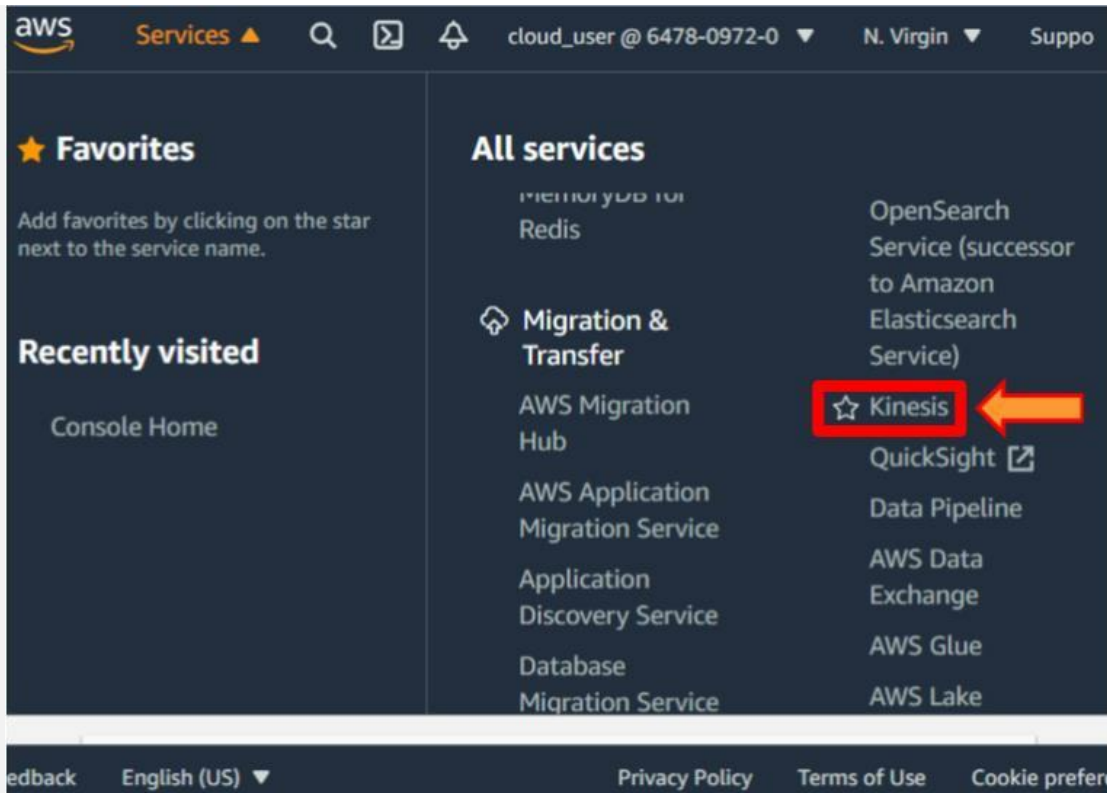 aws Services cloud_user @ 6478-0972-0 N. Virgin Suppo
Favorites
Add favorites by clicking on the star
next to the service name.
Recently visited
Console Home
All services
MemoryDB for
Redis
Migration &
Transfer
AWS Migration
Hub
AWS Application
Migration Service
Application
Discovery Service
Database
Migration Service
OpenSearch
Service (successor
to Amazon
Elasticsearch
Service)
Kinesis
QuickSight
Data Pipeline
AWS Data
Exchange
AWS Glue
AWS Lake
edback English (US) Privacy Policy Terms of Use Cookie prefere